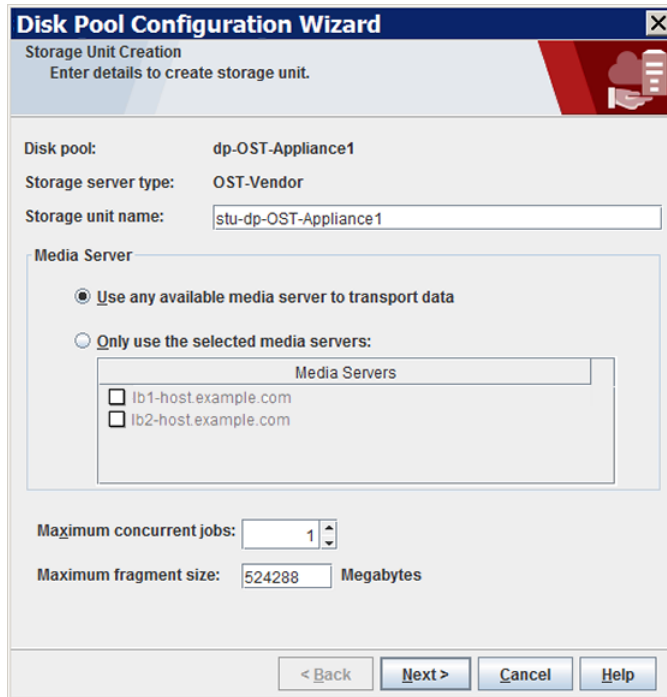 Disk Pool Configuration Wizard
Storage Unit Creation
Enter details to create storage unit.
Disk pool: dp-OST-Appliance1
Storage server type: OST-Vendor
Storage unit name: stu-dp-OST-Appliance1
Media Server
Use any available media server to transport data
Only use the selected media servers:
Media Servers
lb1-host.example.com
lb2-host.example.com
Maximum concurrent jobs: 1
Maximum fragment size: 524288 Megabytes
< Back Next > Cancel Help